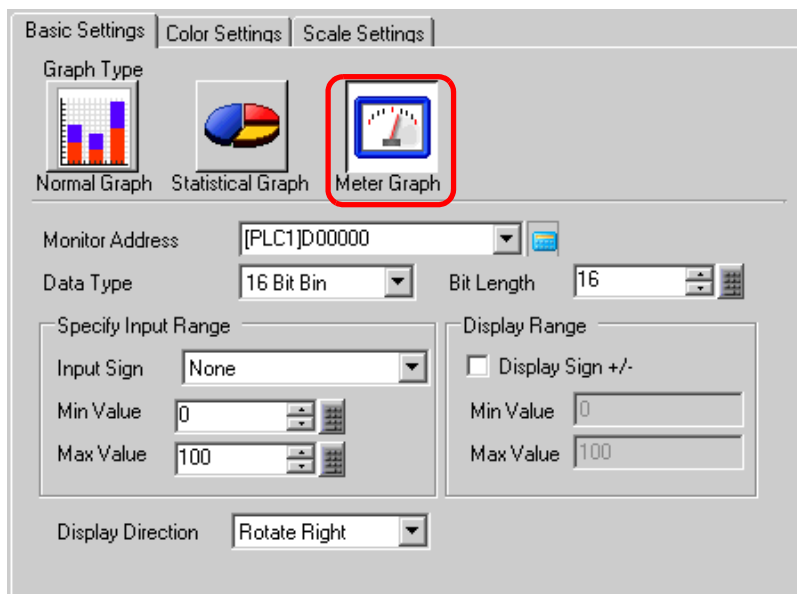 Basic Settings Color Settings Scale Settings
Graph Type
Normal Graph Statistical Graph Meter Graph
Monitor Address [PLC1]D00000
Data Type 16 Bit Bin Bit Length 16
Specify Input Range Display Range
Input Sign None Display Sign +/-
Min Value 0 Min Value 0
Max Value 100 Max Value 100
Display Direction Rotate Right